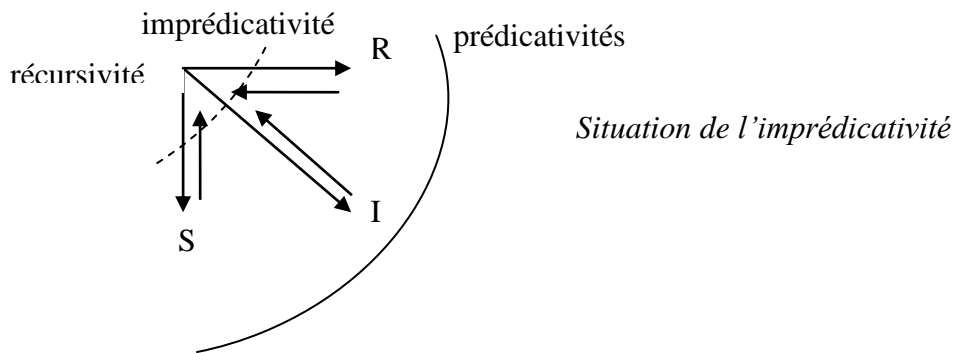 imprédicativité
R
prédicativités
récursivité
Situation de l’imprédicativité
I
S